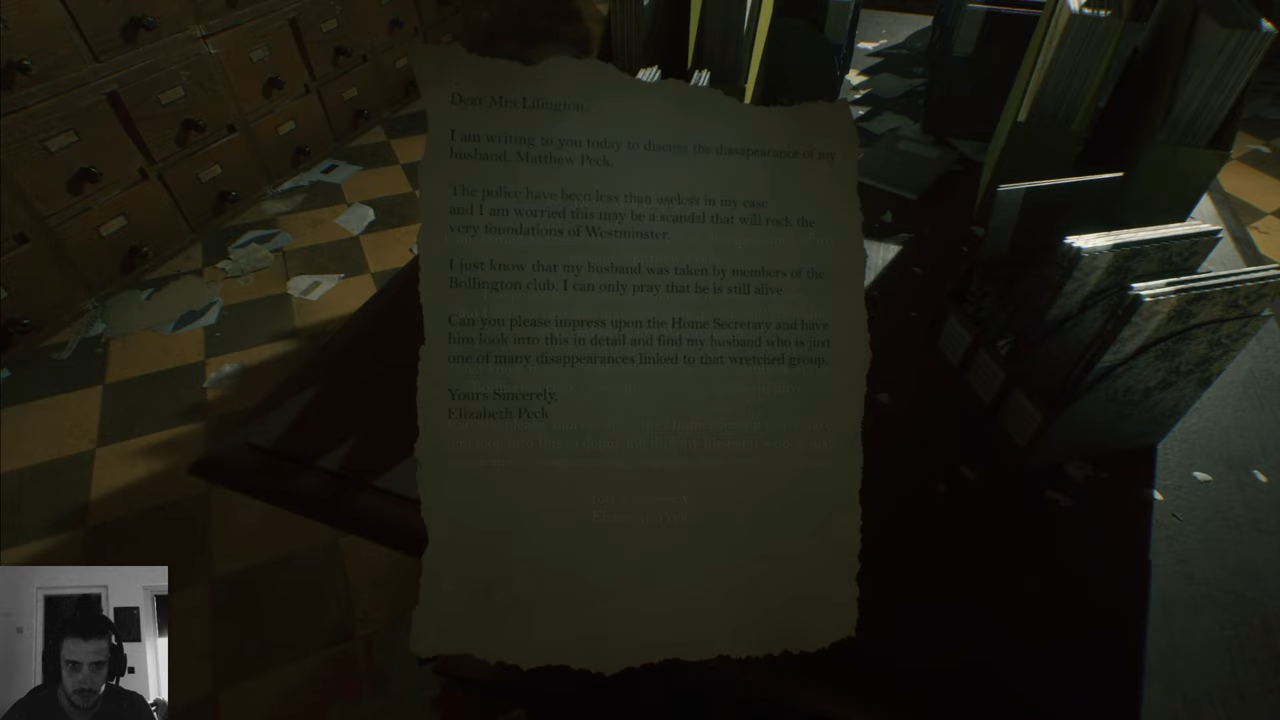 Dear Mrs Lilington,
I am writing to you today to discuss the dissapearance of my
husband, Matthew Peck.
The police have been less than useless in my case
and I am worried this may be a scandal that will rock the
very foundations of Westminster.
I just know that my husband was taken by members of the
Bollington club. I can only pray that he is still alive
Can you please impress upon the Home Secretary and have
him look into this in detail and find my husband who is just
one of many disappearances linked to that wretched group.
Yours Sincerely,
Elizabeth Peck